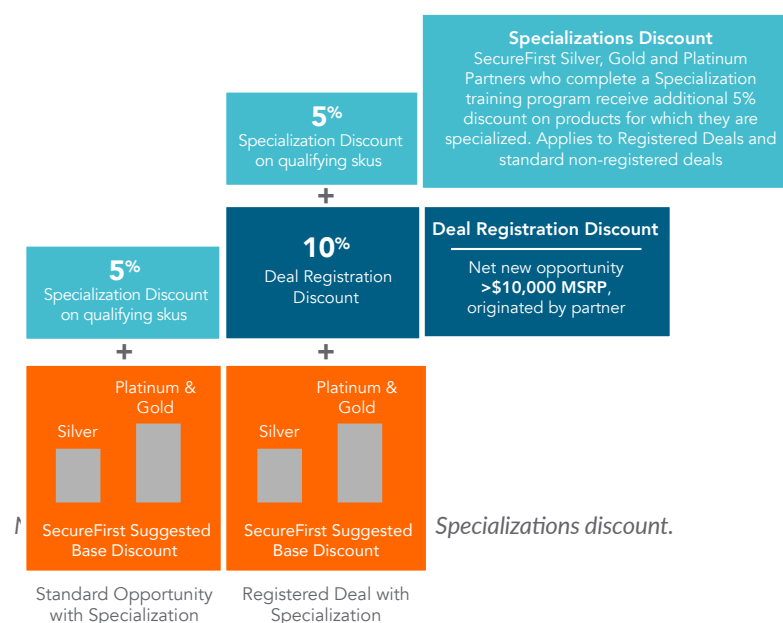 Specializations Discount
SecureFirst Silver, Gold and Platinum
Partners who complete a Specialization
training program receive additional 5%
discount on products for which they are
specialized. Applies to Registered Deals and
standard non-registered deals
5%
Specialization Discount
on qualifying skus
+
10%
Deal Registration
Discount
Deal Registration Discount
Net new opportunity
>$10,000 MSRP,
originated by partner
5%
Specialization Discount
on qualifying skus
+
+
Platinum &
Gold
Silver
SecureFirst Suggested
Base Discount
Platinum &
Gold
Silver
SecureFirst Suggested
Base Discount
Specializations discount.
Standard Opportunity
with Specialization
Registered Deal with
Specialization